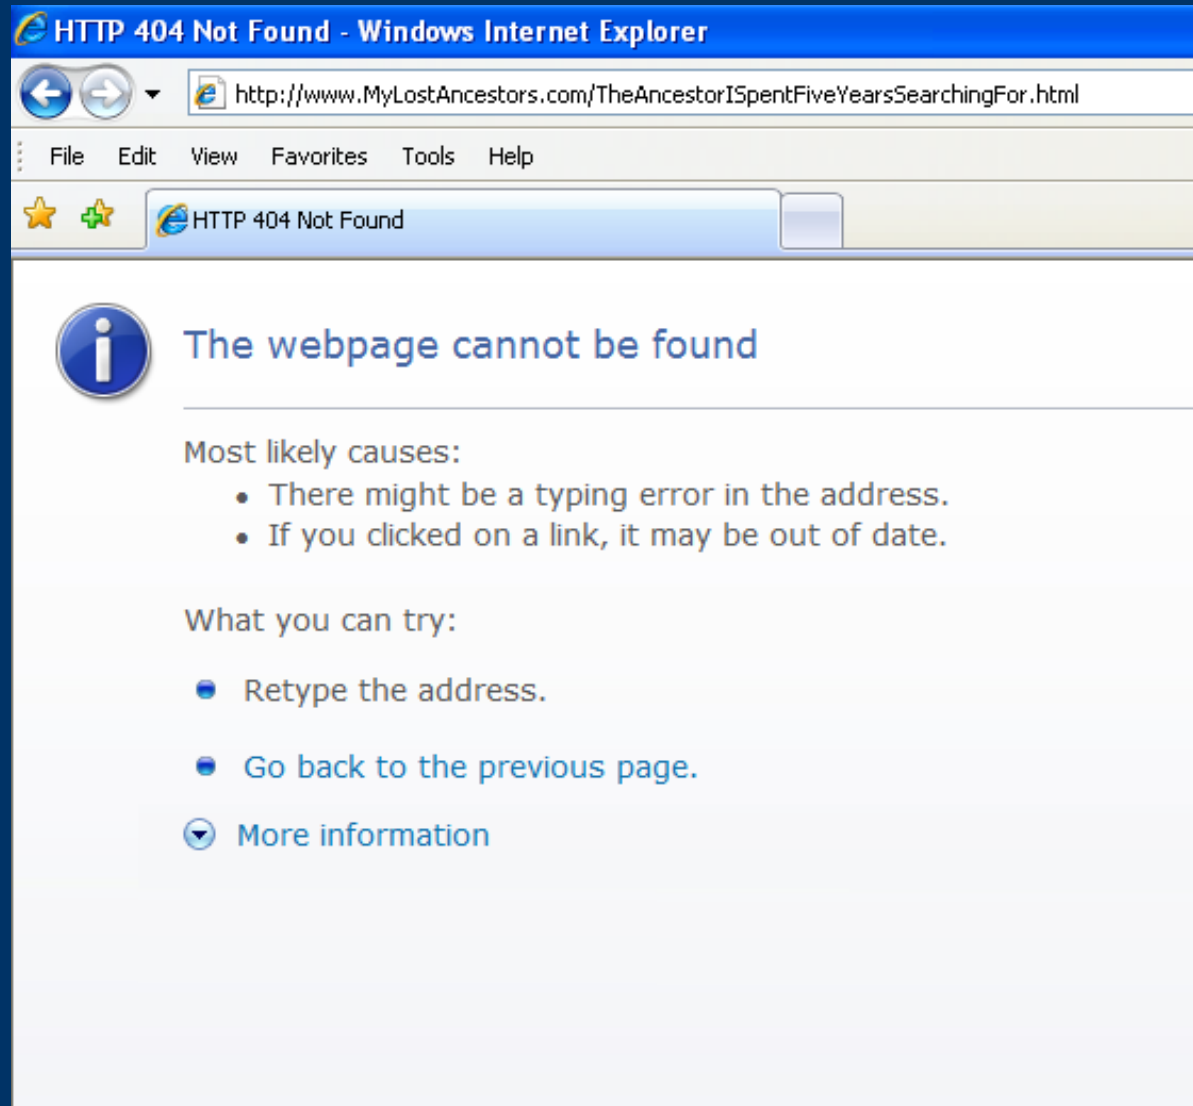 HTTP 404 Not Found - Windows Internet Explorer
http://www.MyLostAncestors.com/TheAncestorISpentFiveYearsSearchingFor.html
File Edit View Favorites Tools Help
HTTP 404 Not Found
The webpage cannot be found
Most likely causes:
There might be a typing error in the address.
If you clicked on a link, it may be out of date.
What you can try:
Retype the address.
Go back to the previous page.
More information